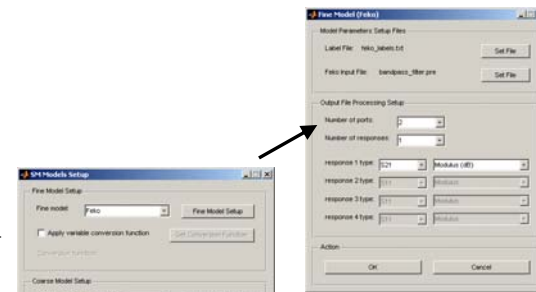 Fine Model (Feko)
Model Parameters Setup Files
Label File: feko_labels.txt
Set File
Feko Input File: bandpass_filter.pre
Set File
Output File Processing Setup
Number of ports: 2
Number of responses: 1
response 1 type: S21 Modulus (dB)
response 2 type: S11 Modulus
response 3 type: S11 Modulus
response 4 type: S11 Modulus
Action
OK
Cancel
SM Models Setup
Fine Model Setup
Fine model: Feko
Fine Model Setup
Apply variable conversion function
Set Conversion Function
Conversion function:
Coarse Model Setup